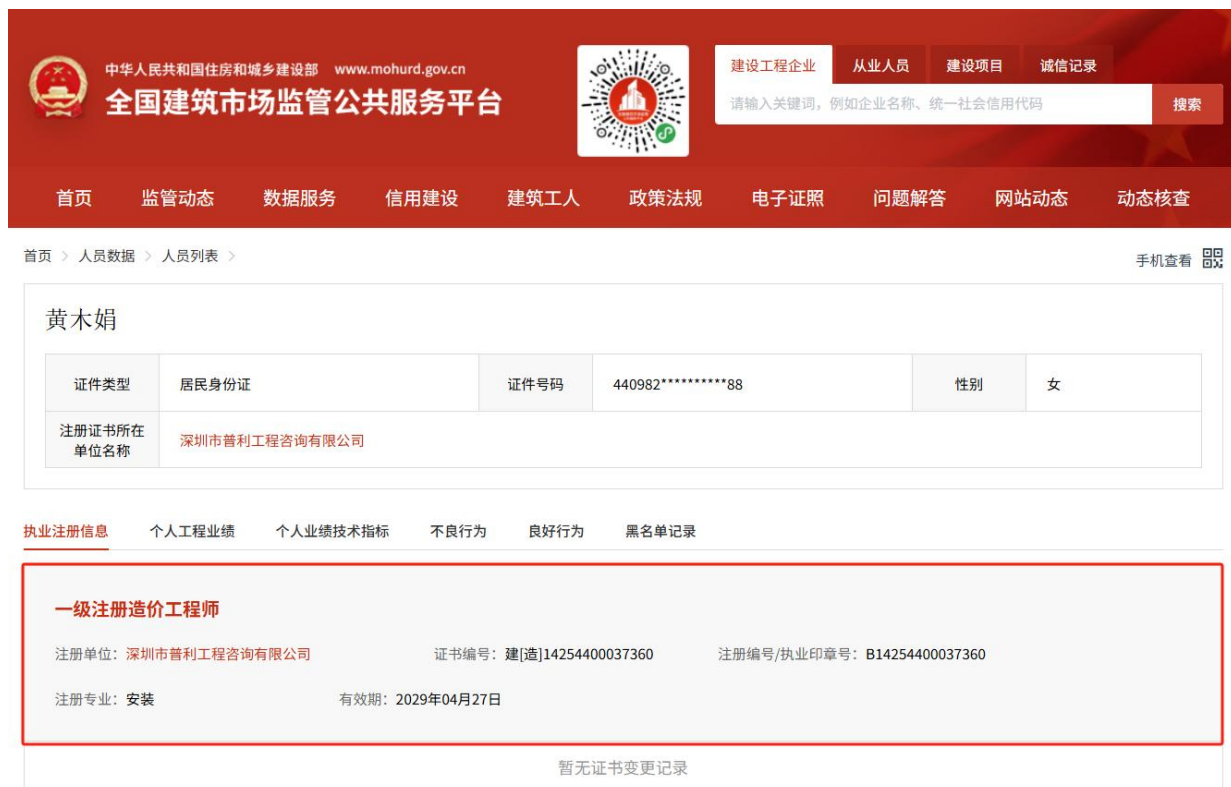 中华人民共和国住房和城乡建设部 www.mohurd.gov.cn
全国建筑市场监管公共服务平台
建设工程企业 从业人员 建设项目 诚信记录
请输入关键词，例如企业名称、统一社会信用代码 搜索
首页 监管动态 数据服务 信用建设 建筑工人 政策法规 电子证照 问题解答 网站动态 动态核查
首页 > 人员数据 > 人员列表 >
手机查看
黄木娟
证件类型 居民身份证 证件号码 440982**********88 性别 女
注册证书所在
单位名称
深圳市普利工程咨询有限公司
执业注册信息 个人工程业绩 个人业绩技术指标 不良行为 良好行为 黑名单记录
一级注册造价工程师
注册单位：深圳市普利工程咨询有限公司 证书编号：建[造]14254400037360 注册编号/执业印章号：B14254400037360
注册专业：安装 有效期：2029年04月27日
暂无证书变更记录